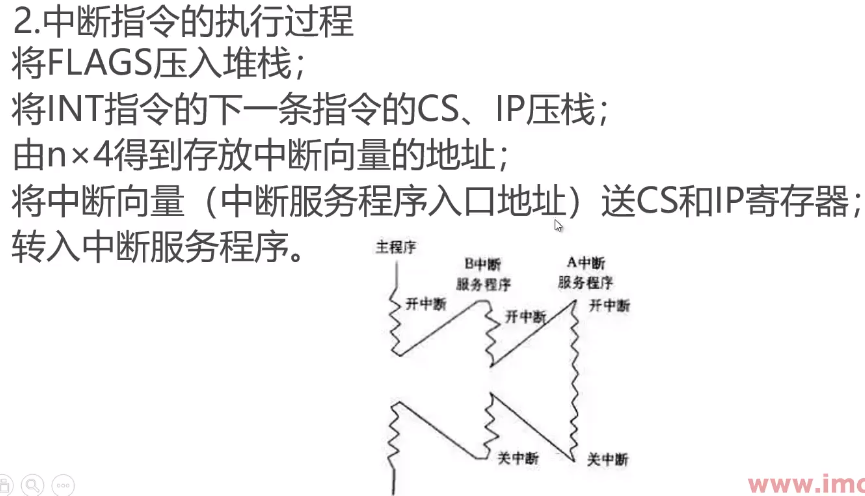 2.中断指令的执行过程
将FLAGS压入堆栈；
将INT指令的下一条指令的CS、IP压栈；
由n×4得到存放中断向量的地址；
将中断向量（中断服务程序入口地址）送CS和IP寄存器；
转入中断服务程序。
主程序
B中断
服务程序
A中断
服务程序
开中断
开中断
开中断
关中断
关中断
www.imo